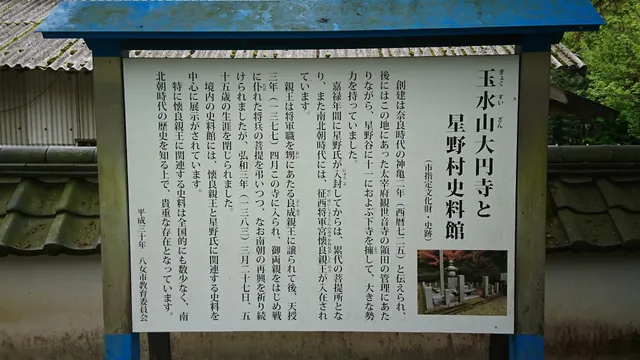 玉水山大円寺と
ぎょくすいざん
星野村史料館
(市指定文化財・史跡)
創建は奈良時代の神亀二年(西暦七二五)と伝えられ、
後にはこの地にあった太宰府観世音寺の領田の管理にあた
りながら、星野谷に十一におよぶ下寺を擁して、大きな勢
力を持っていました。
嘉禄年間に星野氏が入封してからは、累代の菩提所とな
り、また南北朝時代には、征西将軍宮懐良親王が入在され
ています。
親王は将軍職を甥にあたる良成親王に譲られて後、天授
三年(一三七七)四月この寺に入られ、御両親をはじめ戦
に仆れた将兵の菩提を弔いつつ、なお南朝の再興を祈り続
けられましたが、弘和三年(一三八三)三月二十七日、五
十五歳の生涯を閉じられました。
境内の史料館には、懐良親王と星野氏に関連する史料を
中心に展示がされています。
特に懐良親王に関連する史料は全国的にも数少なく、南
北朝時代の歴史を知る上で、貴重な存在となっています。
平成三十年 八女市教育委員会